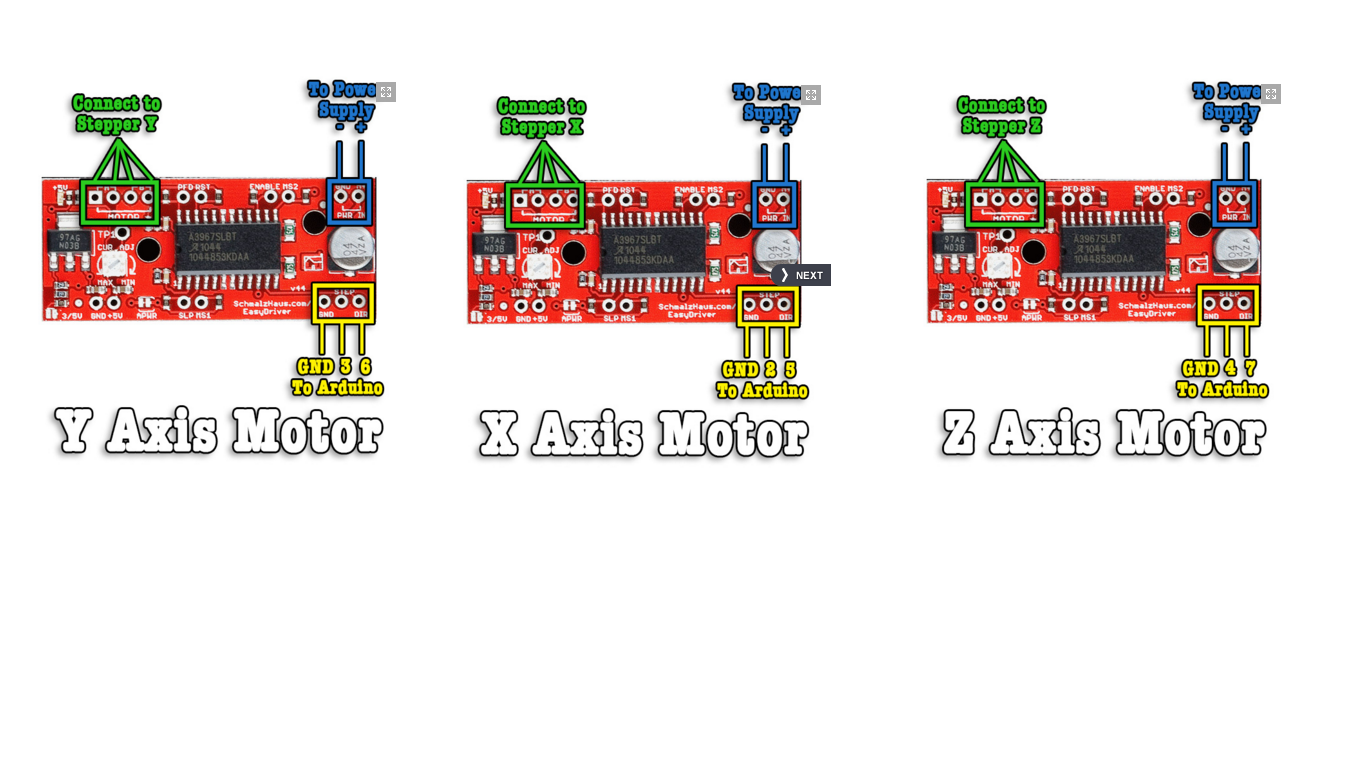 Connect to
Stepper Y
To Powe
Supply
- +
+5V
PFD RST
ENABLE MS2
MOTOR
PWR IN
97AG
N03B
TP1
CUR ADJ
A3967SLBT
1044
1044853KDAA
04
VZA
MAX MIN
v44
STEP
3/5V GND +5V
APWR
SLP MS1
SchmalzHaus.com/
EasyDriver
GND DIR
GND 3 6
To Arduino
Y Axis Motor
Connect to
Stepper X
To Powe
Supply
- +
+5V
PFD RST
ENABLE MS2
MOTOR
PWR IN
97AG
N03B
TP1
CUR ADJ
A3967SLBT
1044
1044853KDAA
04
VZA
NEXT
MAX MIN
v44
STEP
3/5V GND +5V
APWR
SLP MS1
SchmalzHaus.com/
EasyDriver
GND DIR
GND 2 5
To Arduino
X Axis Motor
Connect to
Stepper Z
To Powe
Supply
- +
+5V
PFD RST
ENABLE MS2
MOTOR
PWR IN
97AG
N03B
TP1
CUR ADJ
A3967SLBT
1044
1044853KDAA
04
VZA
MAX MIN
v44
STEP
3/5V GND +5V
APWR
SLP MS1
SchmalzHaus.com/
EasyDriver
GND DIR
GND 4 7
To Arduino
Z Axis Motor